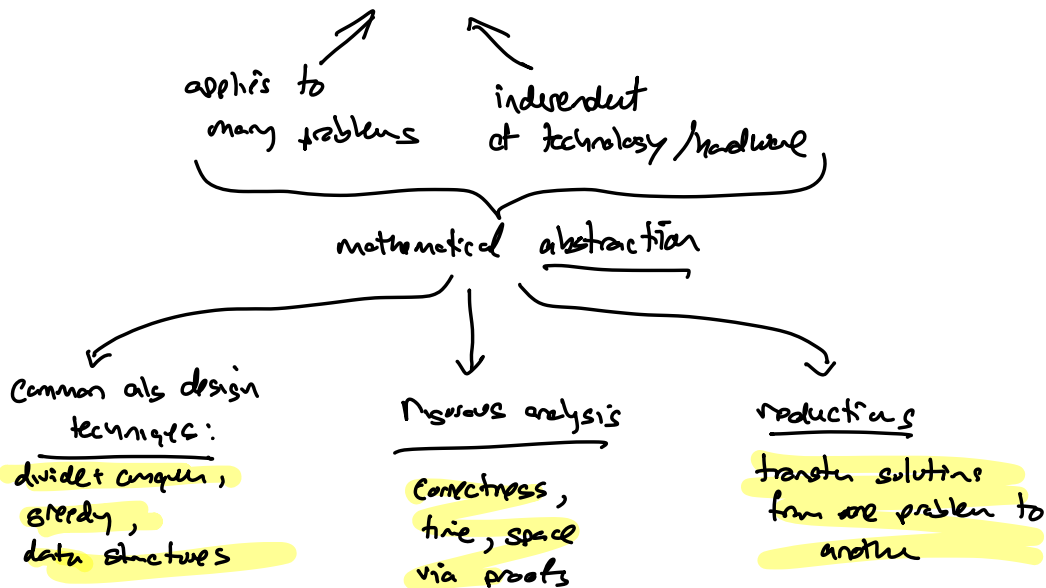 applies to
many problems
independent
of technology/hardware
mathematical abstraction
Common alg design
techniques:
divide+conquer,
greedy,
data structures
Rigorous analysis
correctness,
time, space
via proofs
reductions
transfer solutions
from one problem to
another